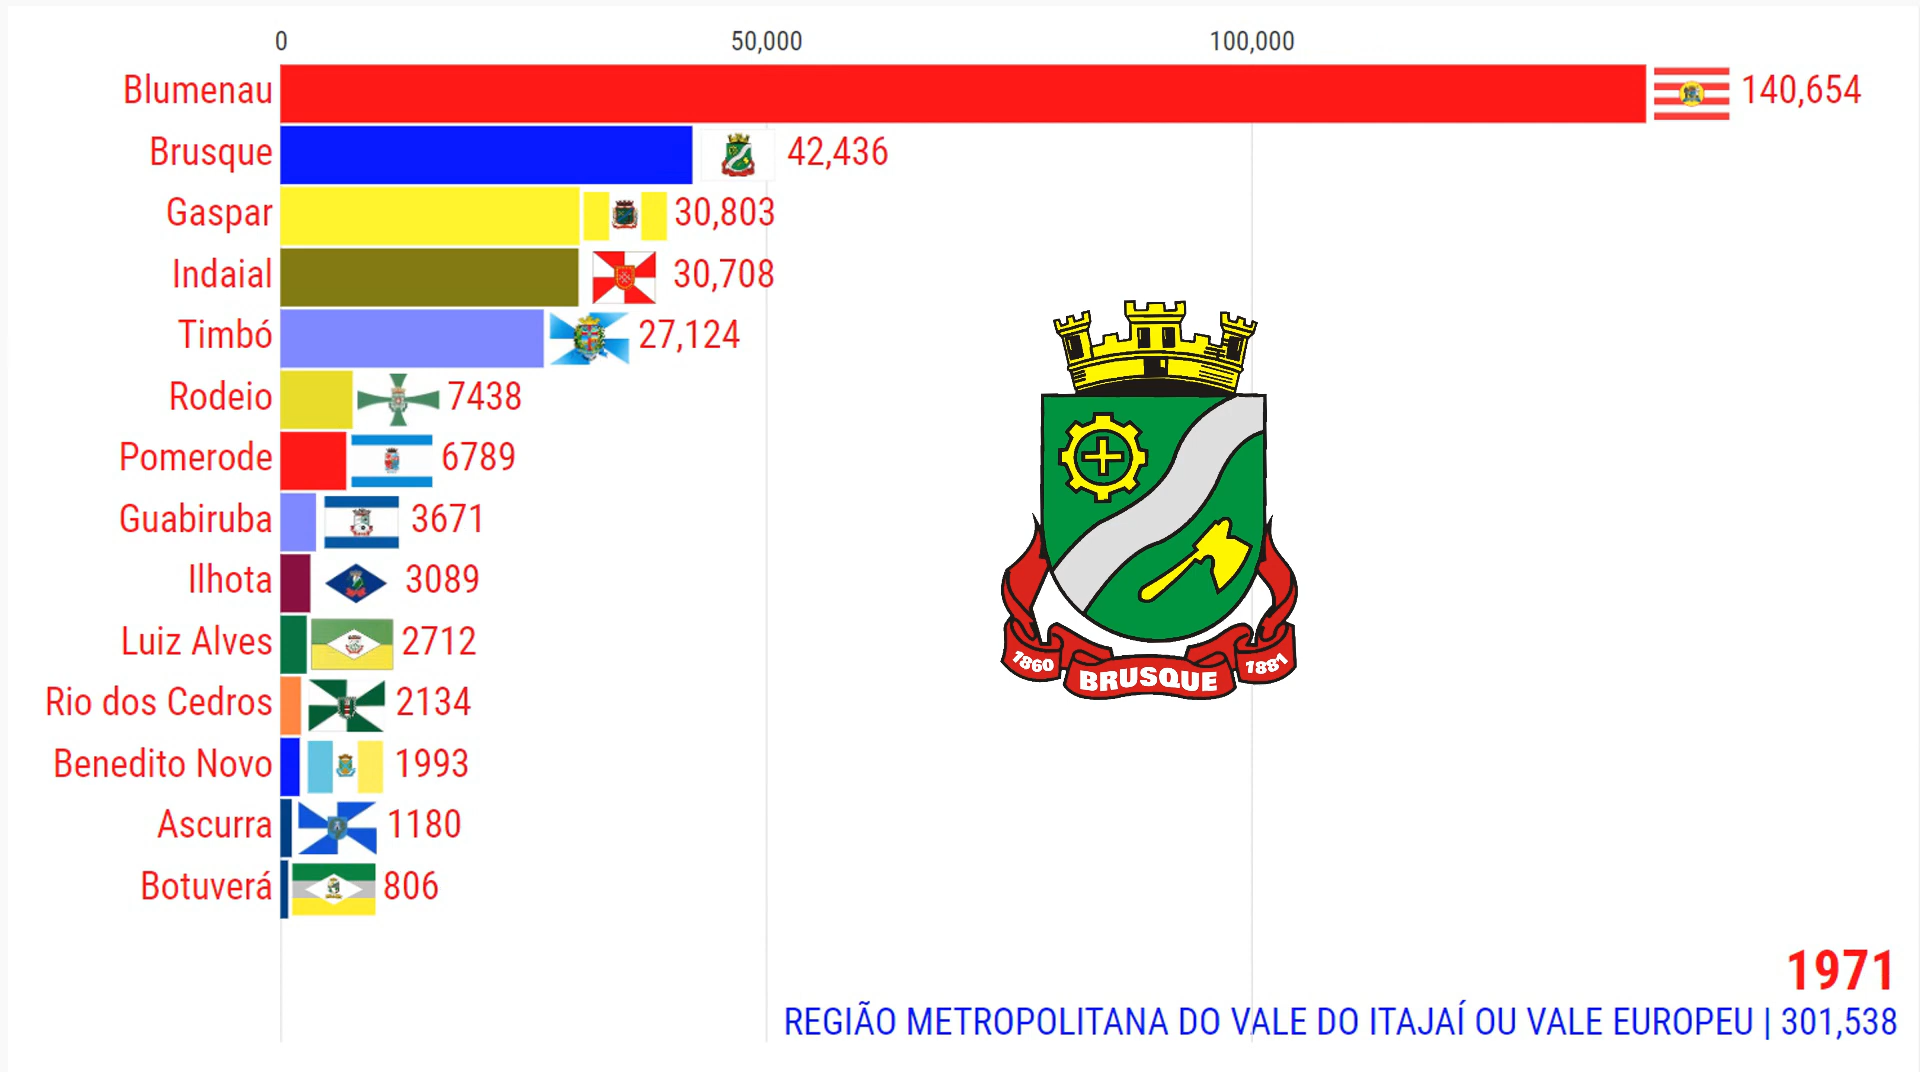 0 50,000 100,000
Blumenau 140,654
Brusque 42,436
Gaspar 30,803
Indaial 30,708
Timbó 27,124
Rodeio 7438
Pomerode 6789
Guabiruba 3671
Ilhota 3089
Luiz Alves 2712
Rio dos Cedros 2134
Benedito Novo 1993
Ascurra 1180
Botuverá 806
1860 BRUSQUE 1881
1971
REGIÃO METROPOLITANA DO VALE DO ITAJAÍ OU VALE EUROPEU | 301,538